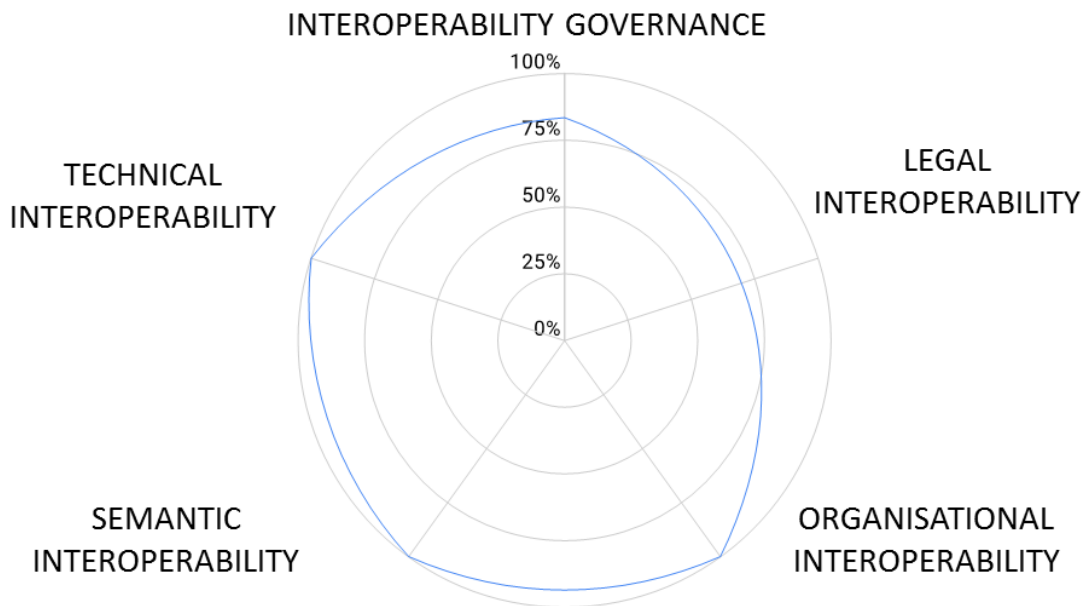 INTEROPERABILITY GOVERNANCE
100%
75%
50%
25%
0%
LEGAL
INTEROPERABILITY
TECHNICAL
INTEROPERABILITY
SEMANTIC
INTEROPERABILITY
ORGANISATIONAL
INTEROPERABILITY